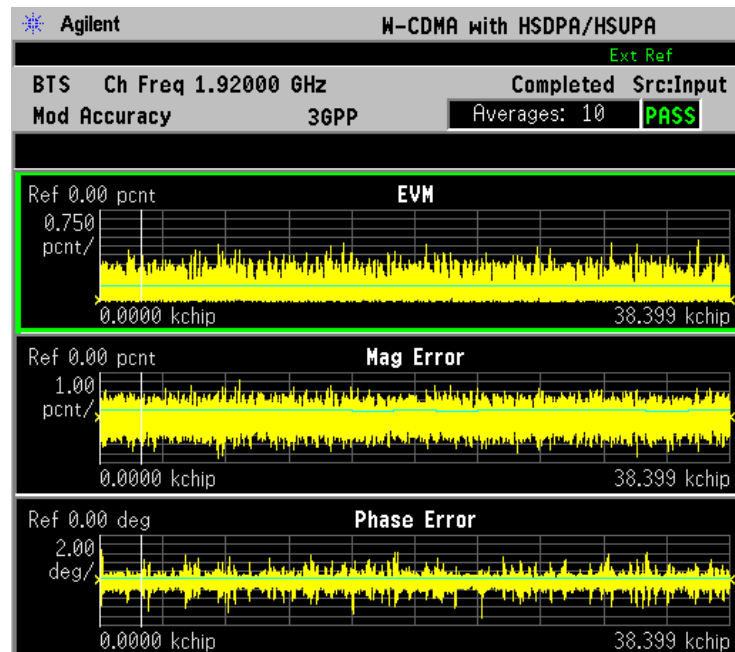 Agilent W-CDMA with HSDPA/HSUPA
Ext Ref
BTS Ch Freq 1.92000 GHz Completed Src:Input
Mod Accuracy 3GPP Averages: 10 PASS
Ref 0.00 pcnt EVM
0.750
pcnt/
0.0000 kchip 38.399 kchip
Ref 0.00 pcnt Mag Error
1.00
pcnt/
0.0000 kchip 38.399 kchip
Ref 0.00 deg Phase Error
2.00
deg/
0.0000 kchip 38.399 kchip